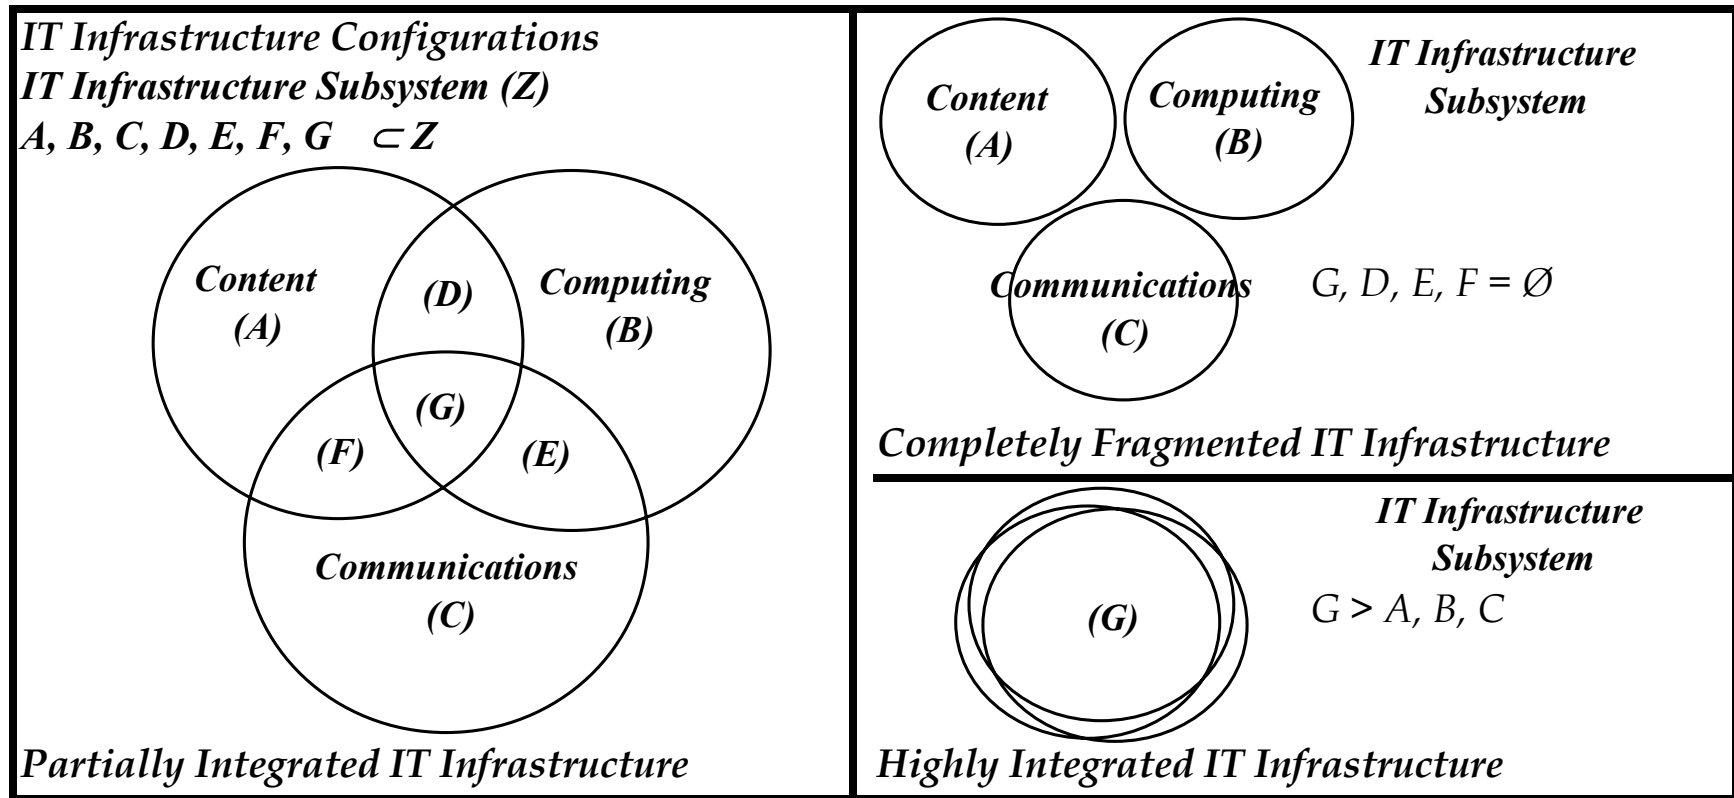 IT Infrastructure Configurations
IT Infrastructure Subsystem (Z)
A, B, C, D, E, F, G ⊂ Z
Content
(A)
(D)
Computing
(B)
(G)
(F)
(E)
Communications
(C)
Partially Integrated IT Infrastructure
Content
(A)
Computing
(B)
IT Infrastructure
Subsystem
Communications
(C)
G, D, E, F = Ø
Completely Fragmented IT Infrastructure
IT Infrastructure
Subsystem
(G)
G > A, B, C
Highly Integrated IT Infrastructure